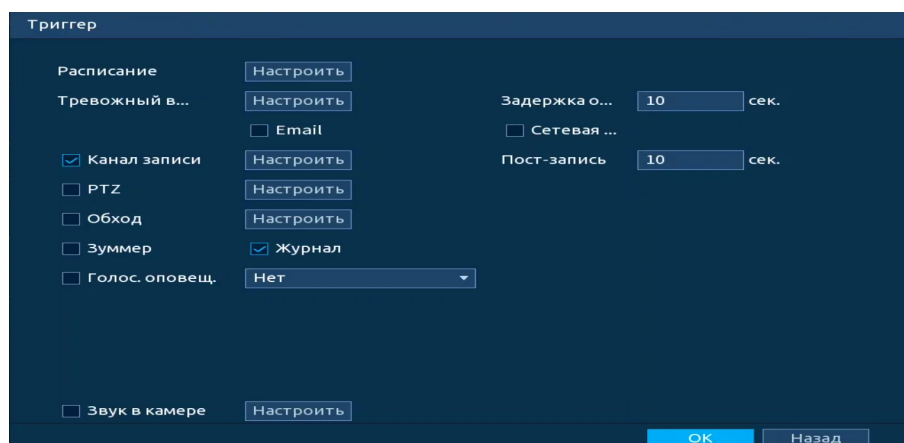 Триггер
Расписание Настроить
Тревожный в... Настроить Задержка о... 10 сек.
Email Сетевая ...
Канал записи Настроить Пост-запись 10 сек.
PTZ Настроить
Обход Настроить
Зуммер Журнал
Голос. оповещ. Нет
Звук в камере Настроить
OK Назад